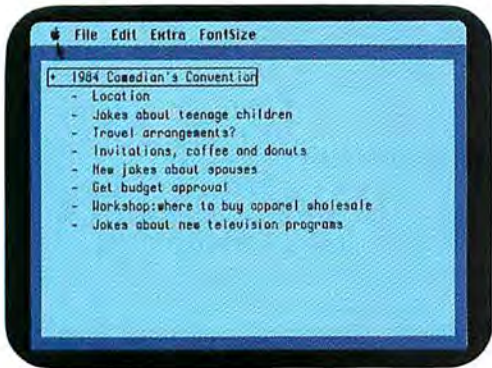 File Edit Extra FontSize
+ 1984 Comedian's Convention
- Location
- Jokes about teenage children
- Travel arrangements?
- Invitations, coffee and donuts
- New jokes about spouses
- Get budget approval
- Workshop:where to buy apparel wholesale
- Jokes about new television programs